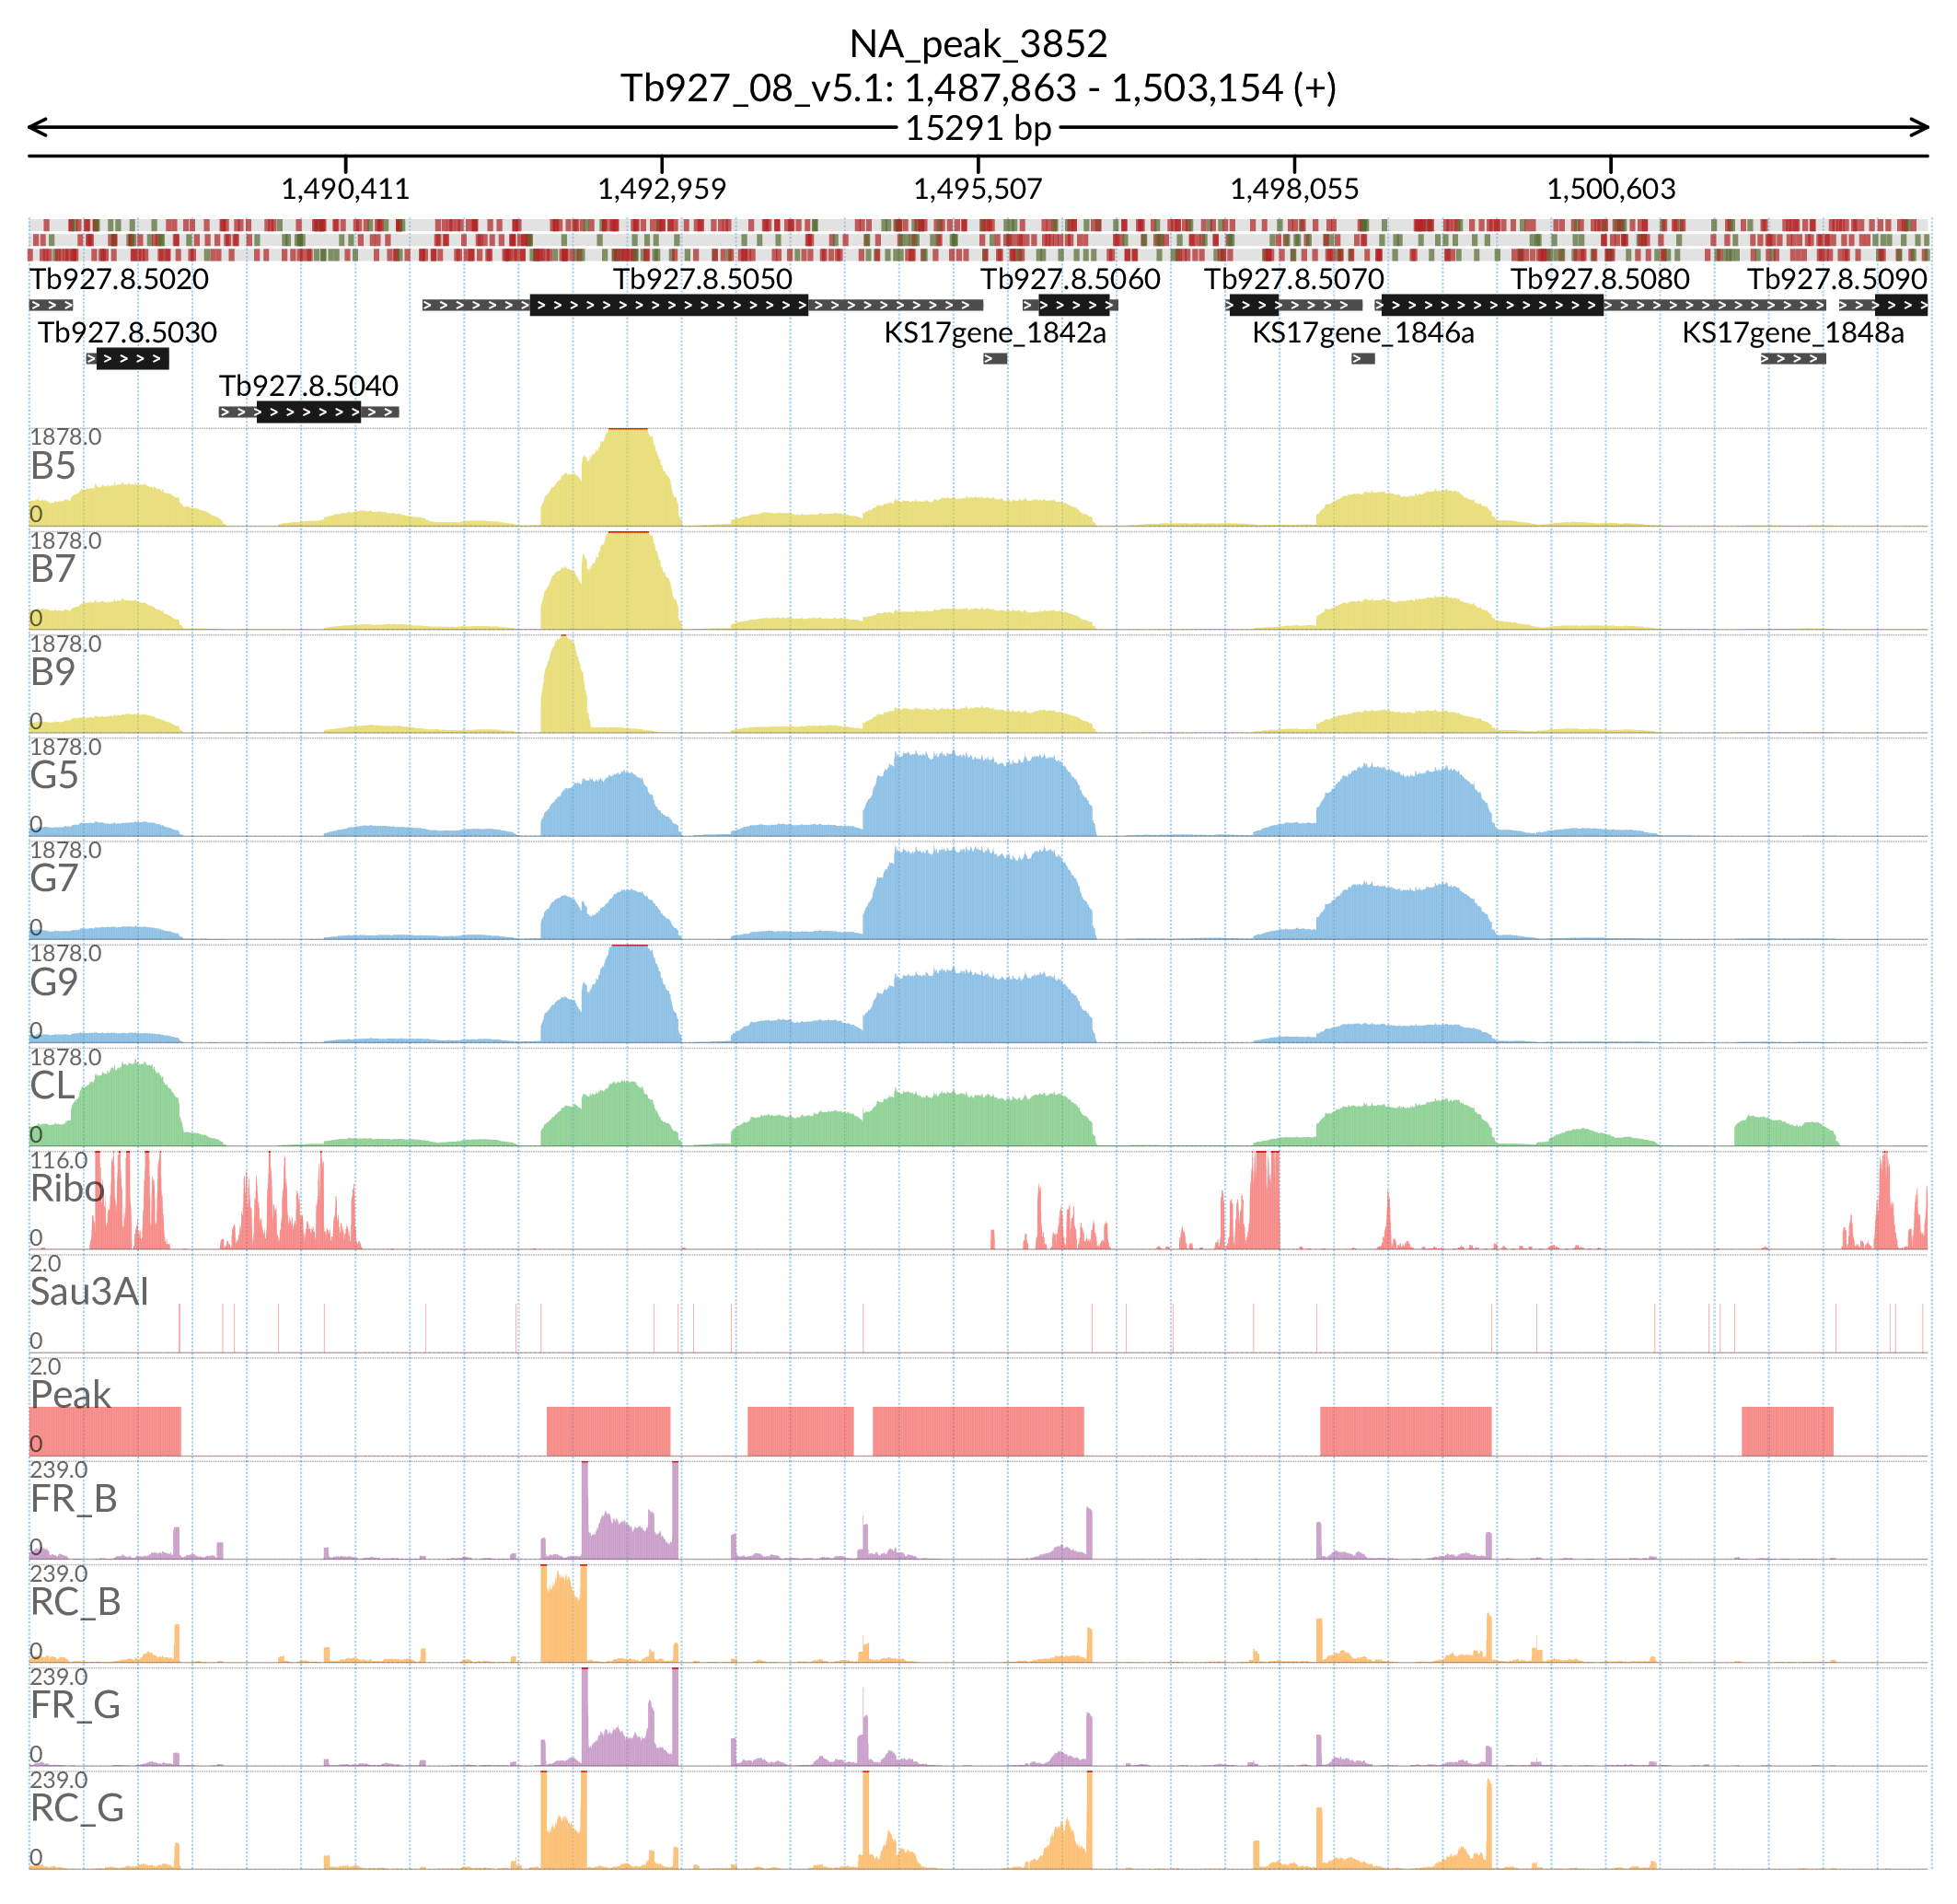 NA_peak_3852
Tb927_08_v5.1: 1,487,863 - 1,503,154 (+)
15291 bp
1,490,411 1,492,959 1,495,507 1,498,055 1,500,603
Tb927.8.5020 Tb927.8.5050 Tb927.8.5060 Tb927.8.5070 Tb927.8.5080 Tb927.8.5090
Tb927.8.5030 KS17gene_1842a KS17gene_1846a KS17gene_1848a
Tb927.8.5040
1878.0
B5
0
1878.0
B7
0
1878.0
B9
0
1878.0
G5
0
1878.0
G7
0
1878.0
G9
0
1878.0
CL
0
116.0
Ribo
0
2.0
Sau3AI
0
2.0
Peak
0
239.0
FR_B
0
239.0
RC_B
0
239.0
FR_G
0
239.0
RC_G
0